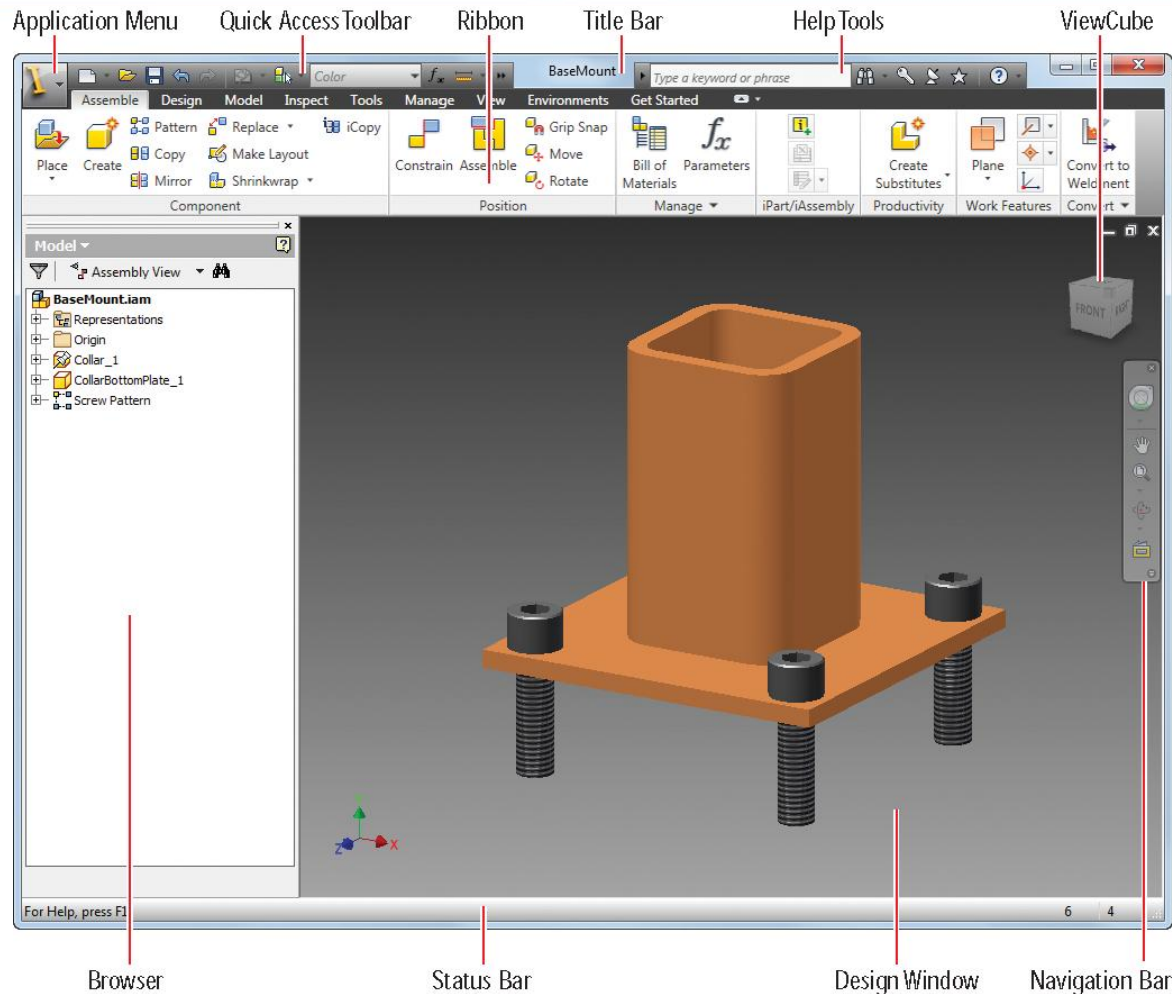 Application Menu Quick Access Toolbar Ribbon Title Bar Help Tools ViewCube
Color fx BaseMount Type a keyword or phrase
Assemble Design Model Inspect Tools Manage View Environments Get Started
Pattern Replace iCopy Grip Snap
Copy Make Layout Move
Mirror Shrinkwrap Rotate
Place Create Constrain Assemble Bill of Materials fx Parameters Create Substitutes Plane Convert to Weldment
Component Position Manage iPart/iAssembly Productivity Work Features Convert
Model
Assembly View
BaseMount.iam
Representations
Origin
Collar_1
CollarBottomPlate_1
Screw Pattern
FRONT
Z X
For Help, press F1 6 4
Browser Status Bar Design Window Navigation Bar